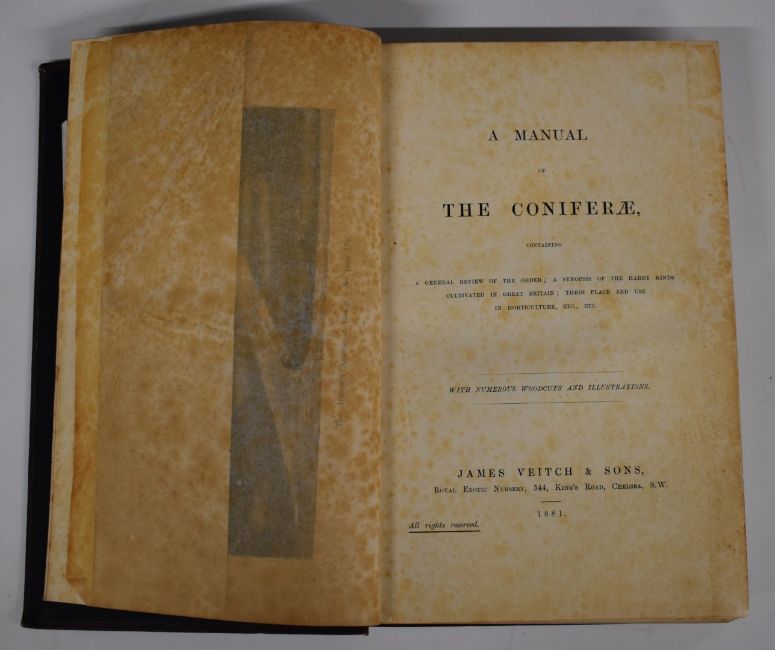 A MANUAL
OF
THE CONIFERÆ,
CONTAINING
A GENERAL REVIEW OF THE ORDER; A SYNOPSIS OF THE HARDY KINDS
CULTIVATED IN GREAT BRITAIN; THEIR PLACE AND USE
IN HORTICULTURE, ETC., ETC.
WITH NUMEROUS WOODCUTS AND ILLUSTRATIONS.
JAMES VEITCH & SONS,
ROYAL EXOTIC NURSERY, 544, KING'S ROAD, CHELSEA, S.W.
1881.
All rights reserved.